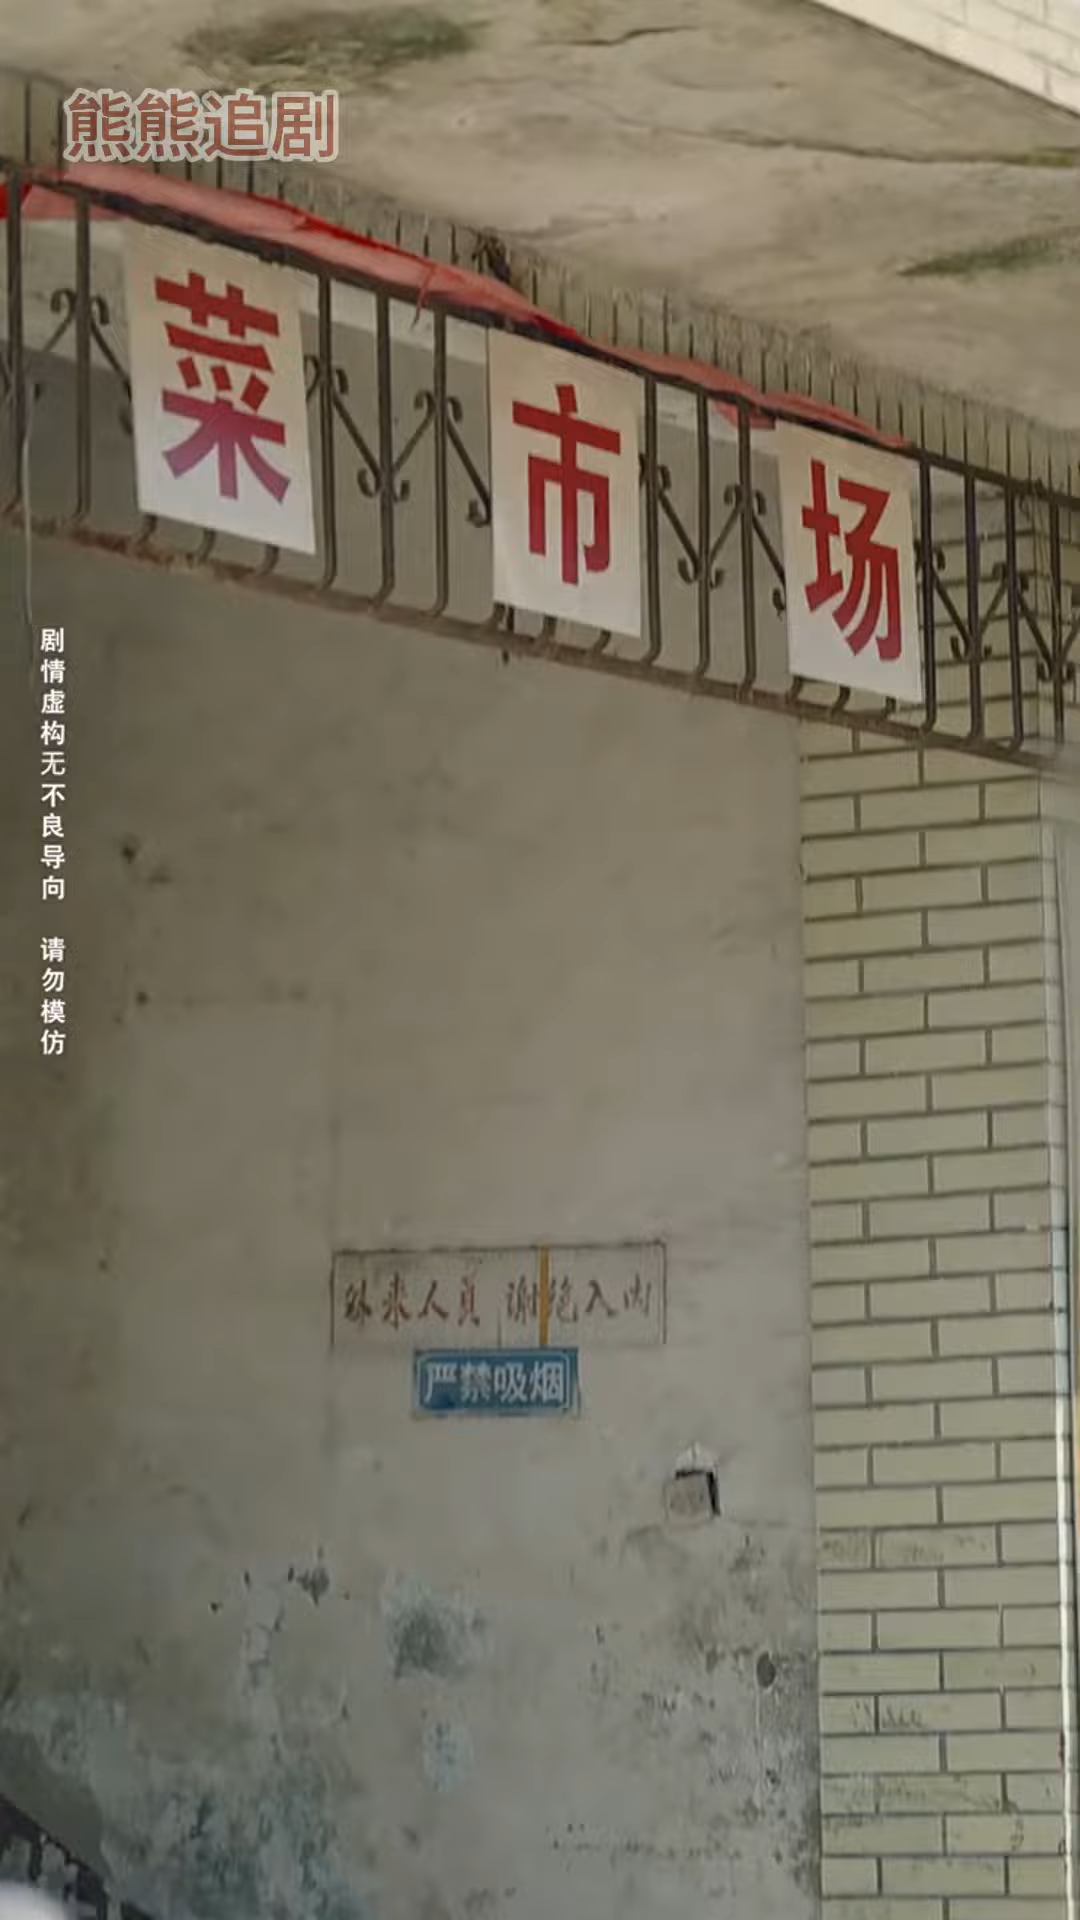 熊熊追剧
菜市场
剧情虚构无不良导向 请勿模仿
外来人员 谢绝入内
严禁吸烟